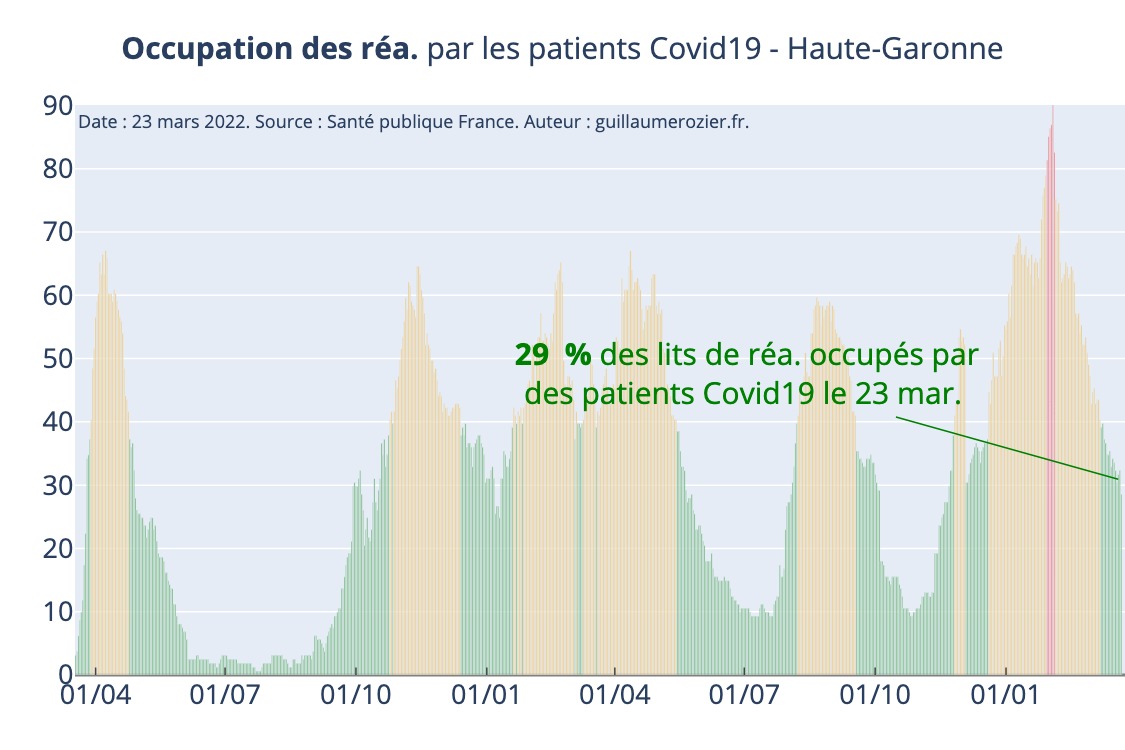 Occupation des réa. par les patients Covid19 - Haute-Garonne
90
Date : 23 mars 2022. Source : Santé publique France. Auteur : guillaumerozier.fr.
80
70
60
50
29 % des lits de réa. occupés par
des patients Covid19 le 23 mar.
40
30
20
10
0
01/04 01/07 01/10 01/01 01/04 01/07 01/10 01/01